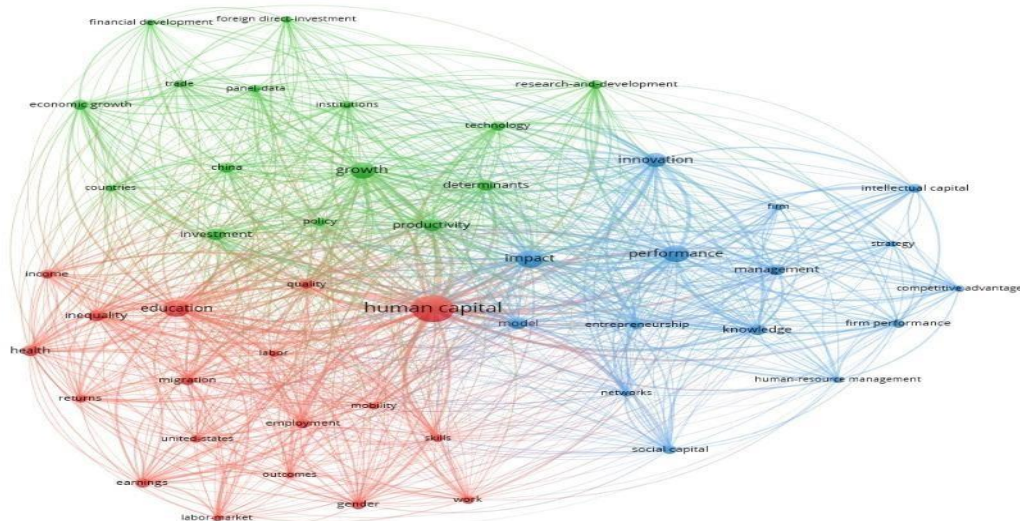 financial development
foreign direct-investment
trade
panel-data
research-and-development
economic growth
institutions
technology
innovation
china
growth
determinants
countries
intellectual capital
firm
policy
productivity
investment
strategy
impact
performance
management
income
quality
competitive advantage
education
human capital
inequality
model
entrepreneurship
knowledge
firm performance
health
labor
migration
human-resource management
returns
mobility
networks
employment
united-states
skills
social capital
outcomes
earnings
gender
work
labor-market